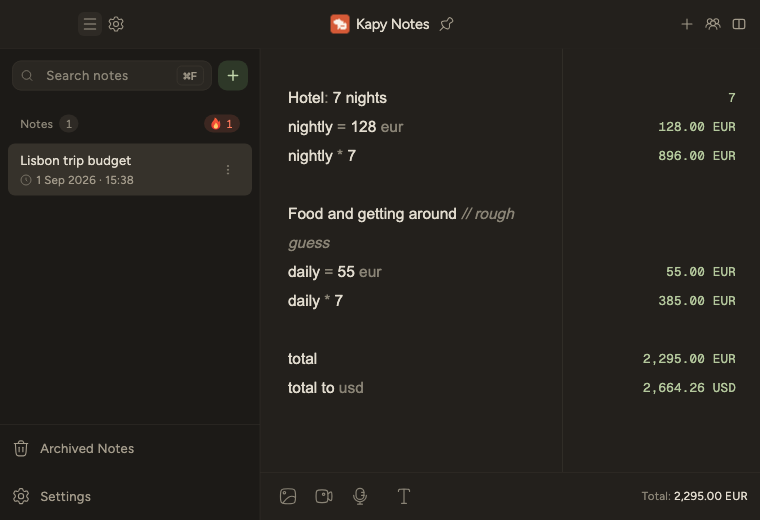 Kapy Notes
Search notes ⌘F
Notes 1
1
Lisbon trip budget
1 Sep 2026 · 15:38
Archived Notes
Settings
Hotel: 7 nights 7
nightly = 128 eur 128.00 EUR
nightly * 7 896.00 EUR
Food and getting around // rough
guess
daily = 55 eur 55.00 EUR
daily * 7 385.00 EUR
total 2,295.00 EUR
total to usd 2,664.26 USD
Total: 2,295.00 EUR